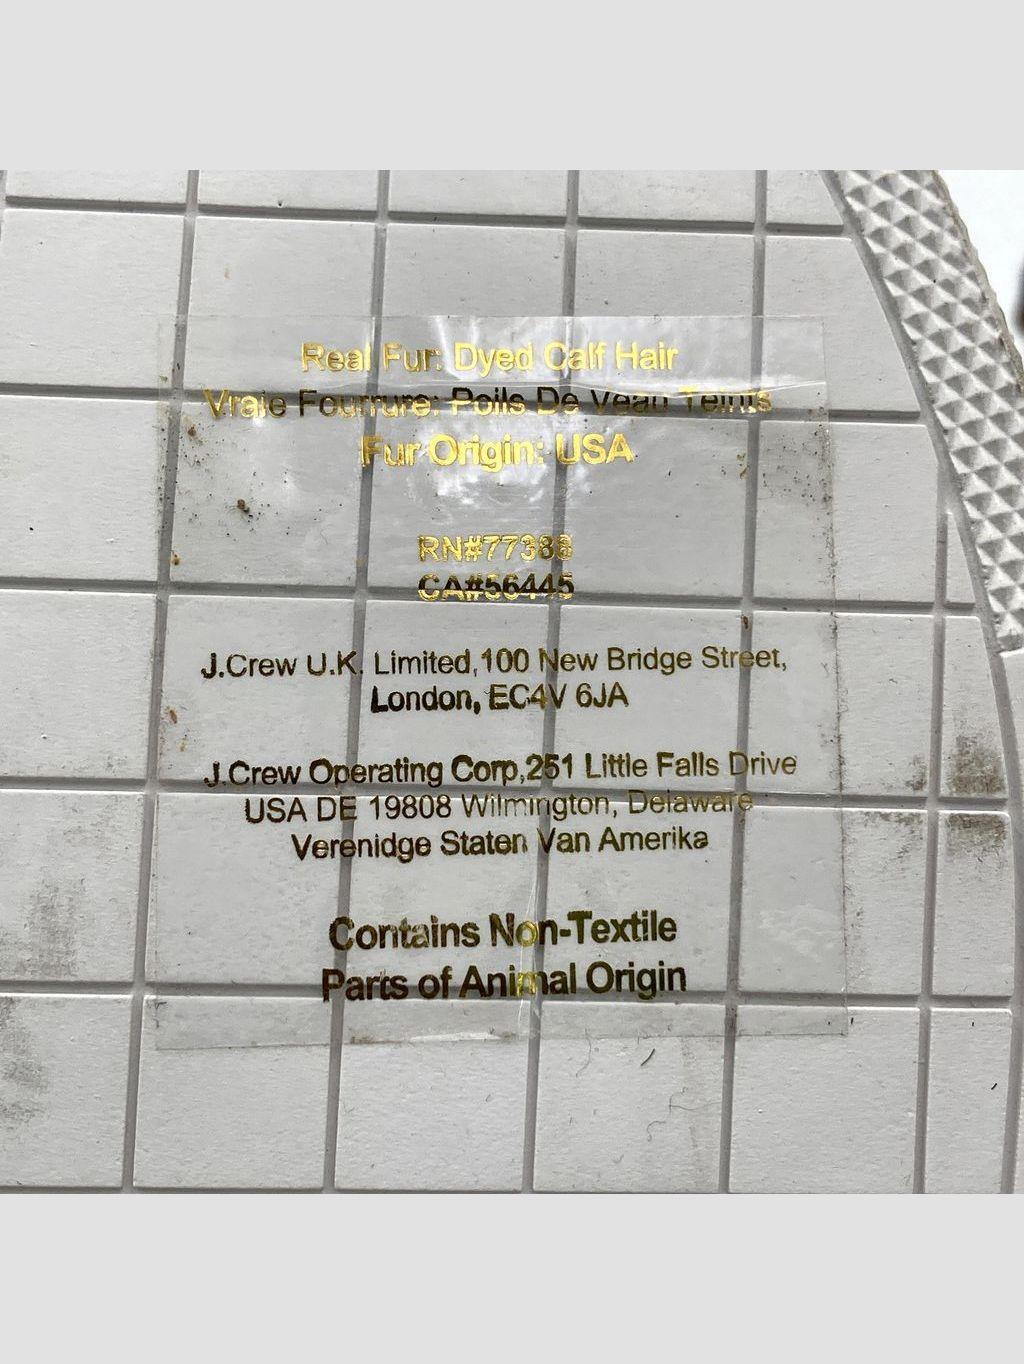 Real Fur: Dyed Calf Hair
Vraie Fourrure: Poils De Veau Teints
Fur Origin: USA
RN#77388
CA#56445
J.Crew U.K. Limited,100 New Bridge Street,
London, EC4V 6JA
J.Crew Operating Corp,251 Little Falls Drive
USA DE 19808 Wilmington, Delaware
Verenidge Staten Van Amerika
Contains Non-Textile
Parts of Animal Origin